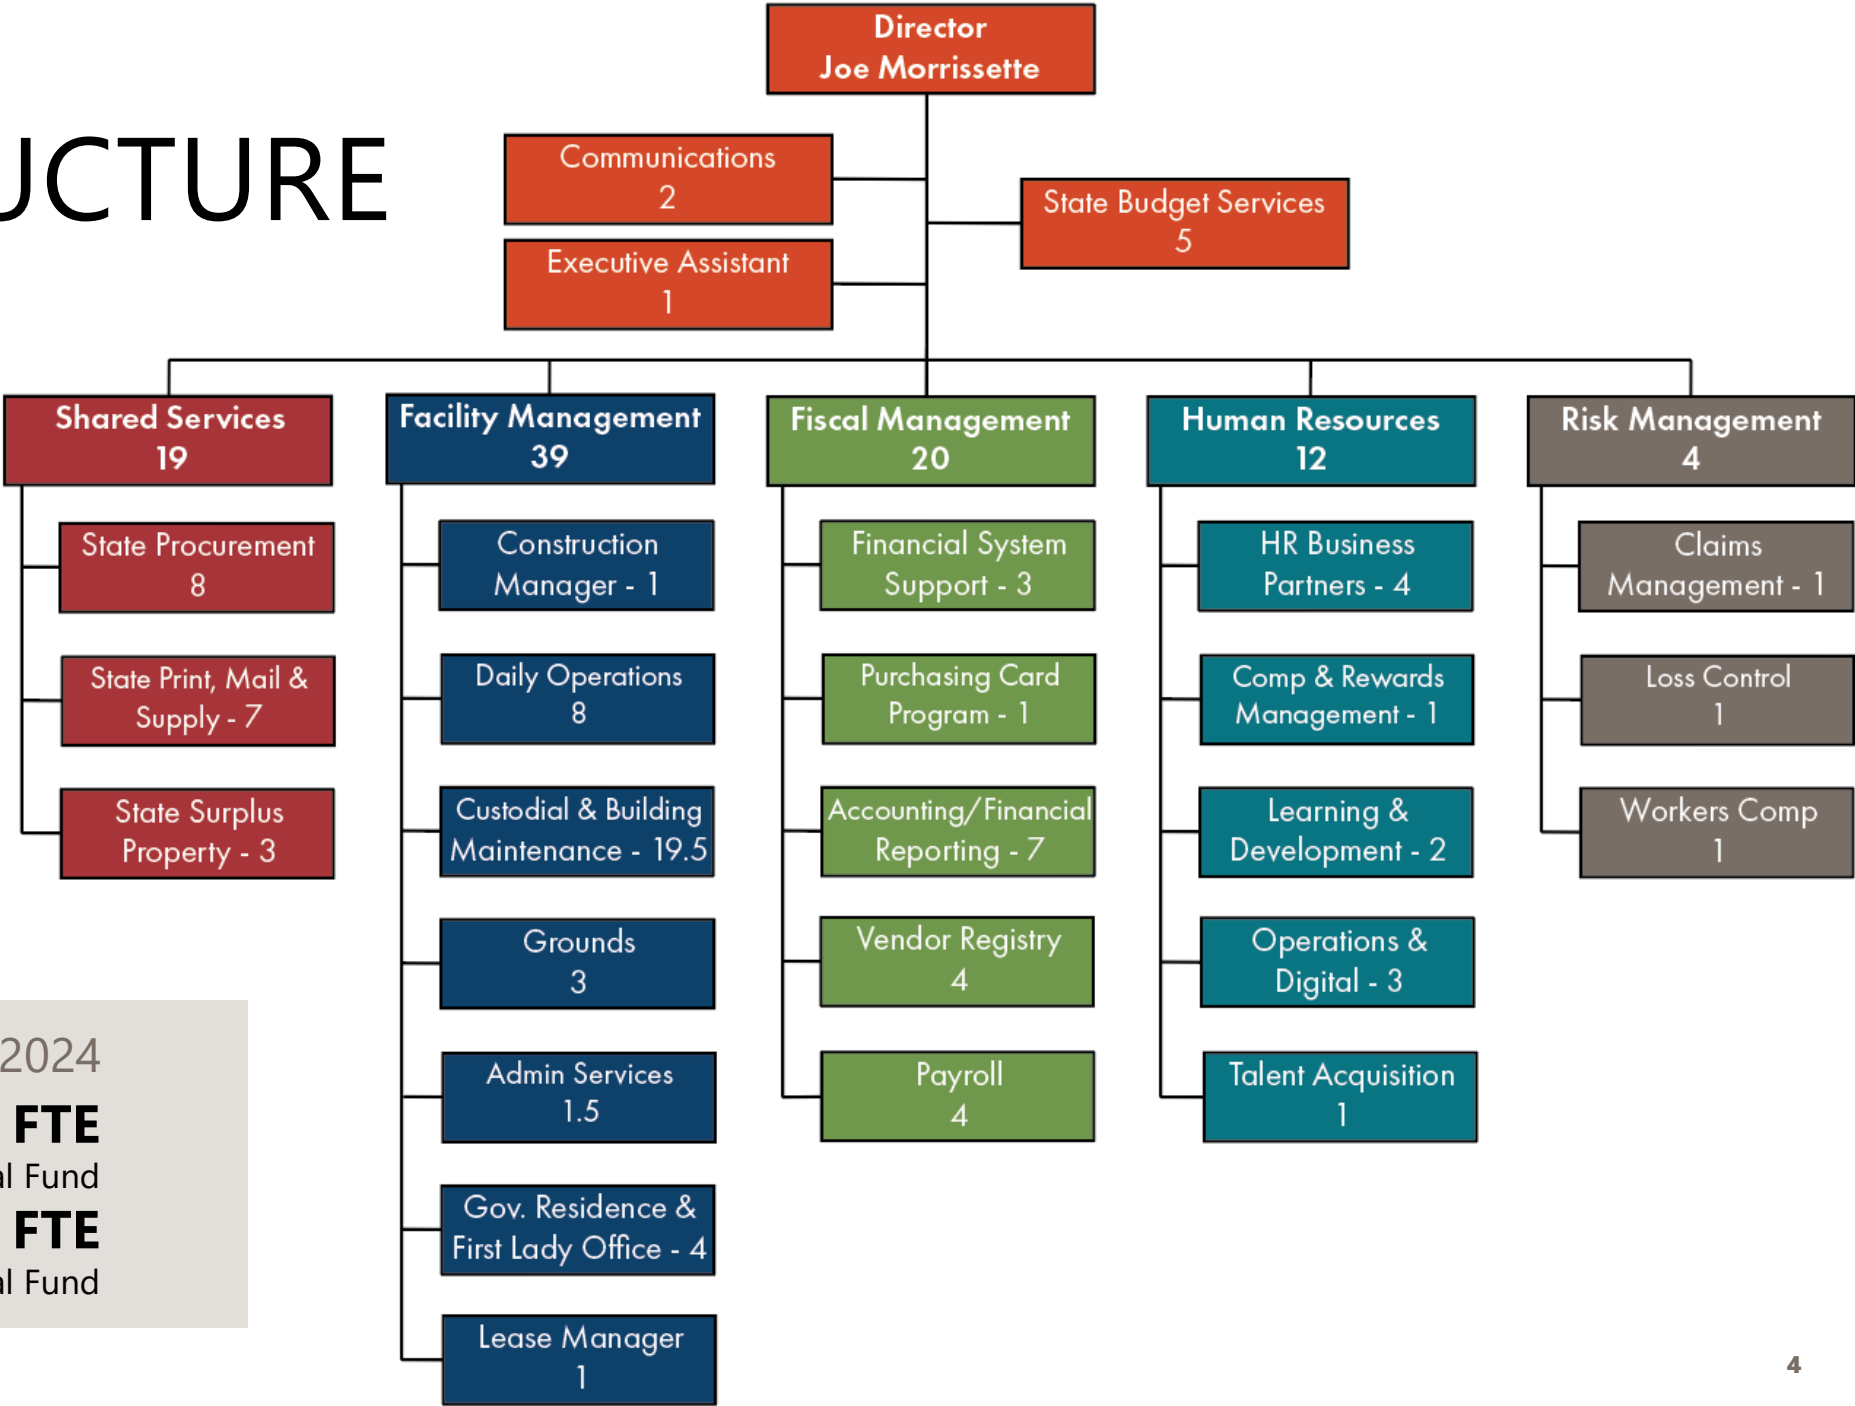 Director
Joe Morrissette
UCTURE
Communications
2
State Budget Services
5
Executive Assistant
1
Shared Services
19
State Procurement
8
State Print, Mail &
Supply - 7
State Surplus
Property - 3
Facility Management
39
Construction
Manager - 1
Daily Operations
8
Custodial & Building
Maintenance - 19.5
Grounds
3
Admin Services
1.5
Gov. Residence &
First Lady Office - 4
Lease Manager
1
Fiscal Management
20
Financial System
Support - 3
Purchasing Card
Program - 1
Accounting/Financial
Reporting - 7
Vendor Registry
4
Payroll
4
Human Resources
12
HR Business
Partners - 4
Comp & Rewards
Management - 1
Learning &
Development - 2
Operations &
Digital - 3
Talent Acquisition
1
Risk Management
4
Claims
Management - 1
Loss Control
1
Workers Comp
1
2024
FTE
al Fund
FTE
al Fund
4